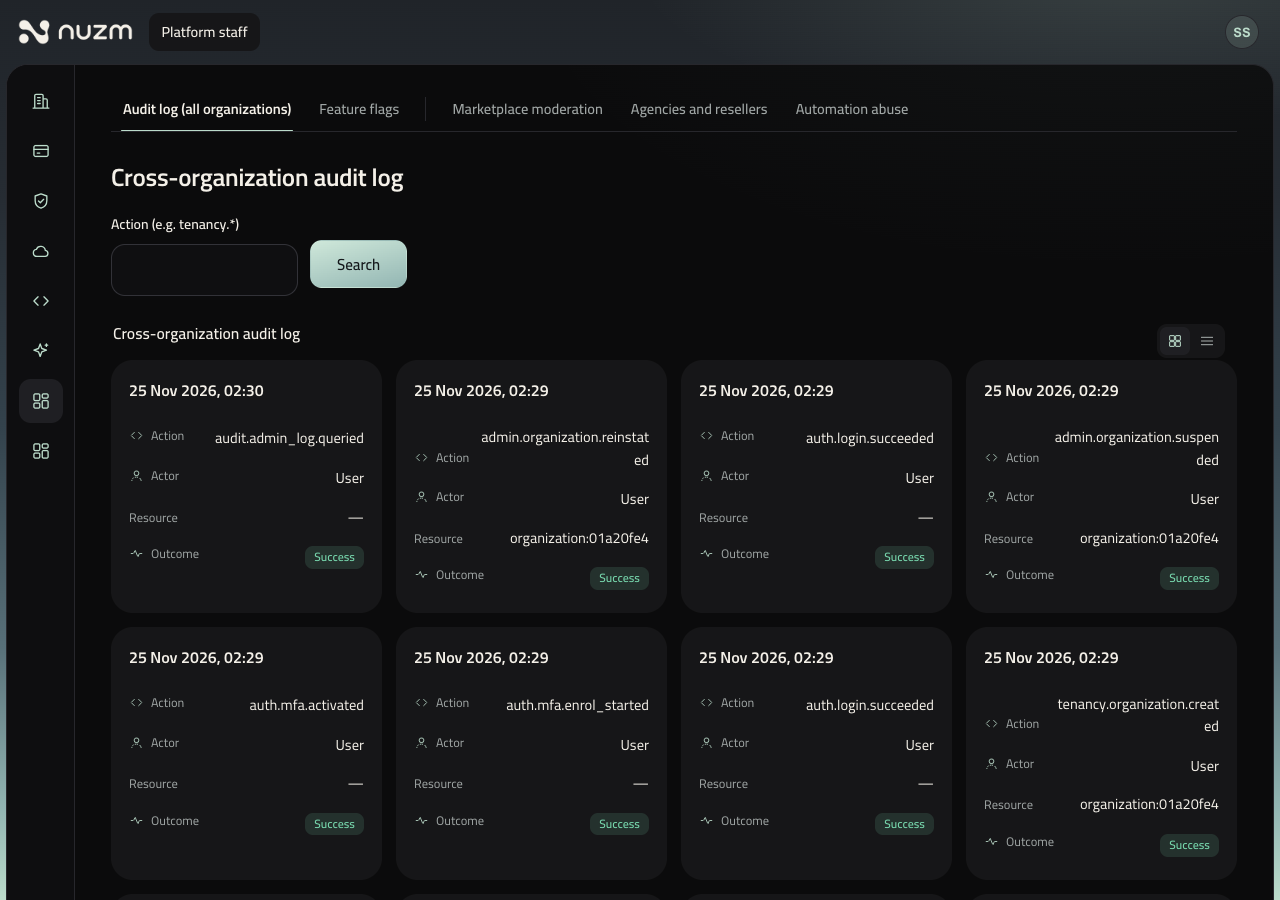 nuzm
Platform staff
SS
Audit log (all organizations)
Feature flags
Marketplace moderation
Agencies and resellers
Automation abuse
Cross-organization audit log
Action (e.g. tenancy.*)
Search
Cross-organization audit log
25 Nov 2026, 02:30
Action
audit.admin_log.queried
Actor
User
Resource
—
Outcome
Success
25 Nov 2026, 02:29
Action
admin.organization.reinstat
ed
Actor
User
Resource
organization:01a20fe4
Outcome
Success
25 Nov 2026, 02:29
Action
auth.login.succeeded
Actor
User
Resource
—
Outcome
Success
25 Nov 2026, 02:29
Action
admin.organization.suspen
ded
Actor
User
Resource
organization:01a20fe4
Outcome
Success
25 Nov 2026, 02:29
Action
auth.mfa.activated
Actor
User
Resource
—
Outcome
Success
25 Nov 2026, 02:29
Action
auth.mfa.enrol_started
Actor
User
Resource
—
Outcome
Success
25 Nov 2026, 02:29
Action
auth.login.succeeded
Actor
User
Resource
—
Outcome
Success
25 Nov 2026, 02:29
Action
tenancy.organization.creat
ed
Actor
User
Resource
organization:01a20fe4
Outcome
Success